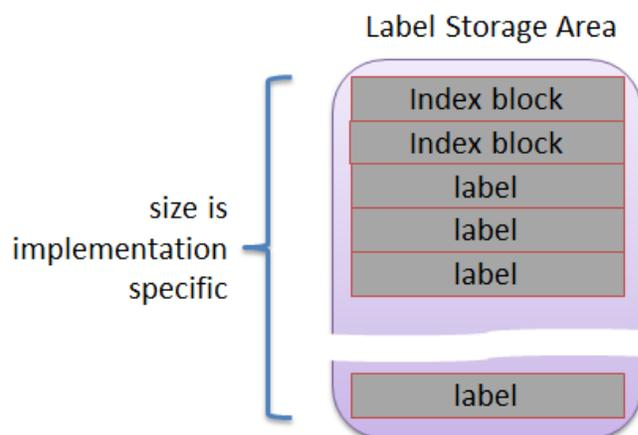 Label Storage Area
Index block
Index block
label
label
label
size is
implementation
specific
label